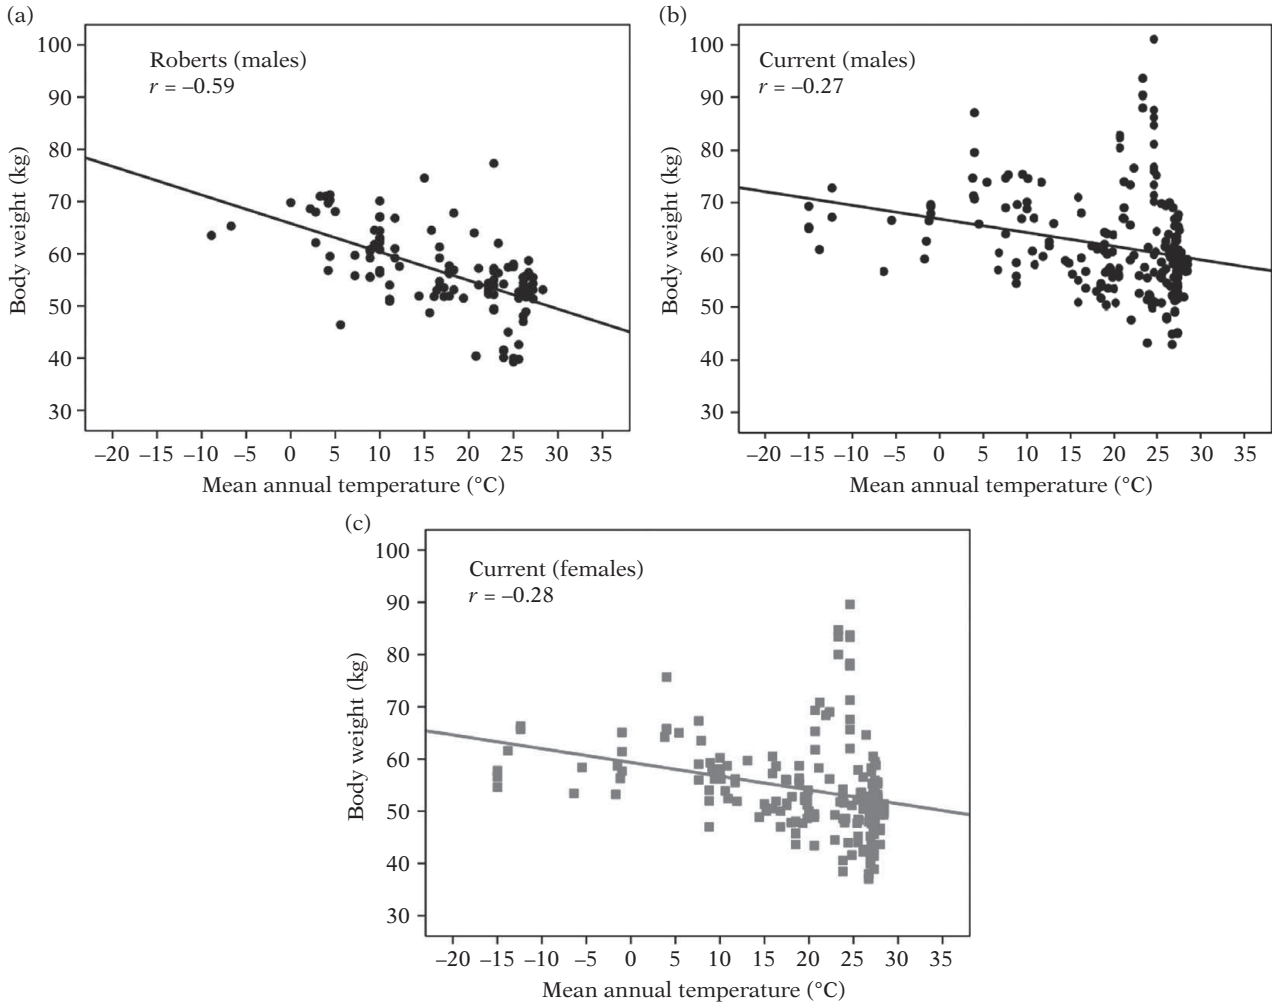 (a)
Roberts (males)
r = –0.59
100
90
80
70
60
50
40
30
Body weight (kg)
–20 –15 –10 –5 0 5 10 15 20 25 30 35
Mean annual temperature (°C)
(b)
Current (males)
r = –0.27
100
90
80
70
60
50
40
30
Body weight (kg)
–20 –15 –10 –5 0 5 10 15 20 25 30 35
Mean annual temperature (°C)
(c)
Current (females)
r = –0.28
100
90
80
70
60
50
40
30
Body weight (kg)
–20 –15 –10 –5 0 5 10 15 20 25 30 35
Mean annual temperature (°C)